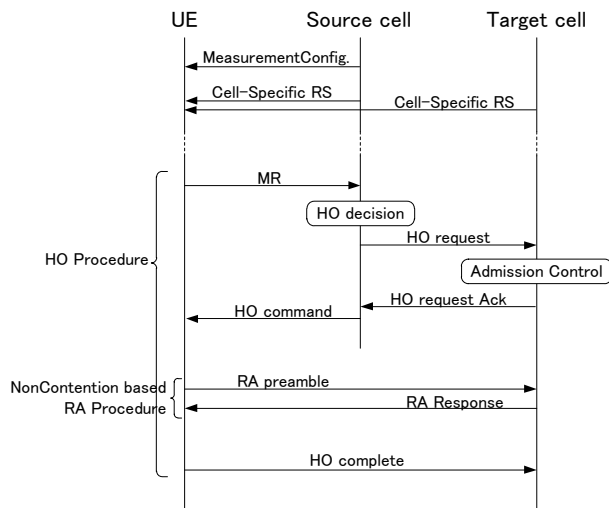 UE
Source cell
Target cell
MeasurementConfig.
Cell-Specific RS
Cell-Specific RS
MR
HO decision
HO request
HO Procedure
Admission Control
HO request Ack
HO command
NonContention based
RA Procedure
RA preamble
RA Response
HO complete